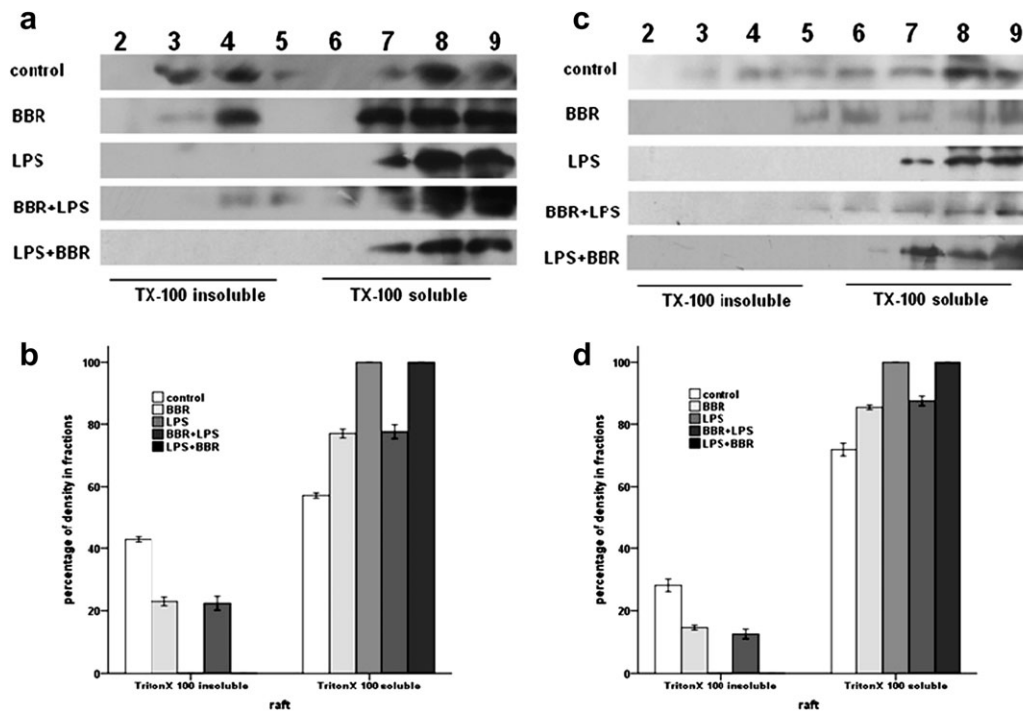 a
2 3 4 5 6 7 8 9
control
BBR
LPS
BBR+LPS
LPS+BBR
TX-100 insoluble
TX-100 soluble
c
2 3 4 5 6 7 8 9
control
BBR
LPS
BBR+LPS
LPS+BBR
TX-100 insoluble
TX-100 soluble
b
percentage of density in fractions
100
80
60
40
20
0
control
BBR
LPS
BBR+LPS
LPS+BBR
TritonX 100 insoluble
TritonX 100 soluble
raft
d
percentage of density in fractions
100
80
60
40
20
0
control
BBR
LPS
BBR+LPS
LPS+BBR
TritonX 100 insoluble
TritonX 100 soluble
raft